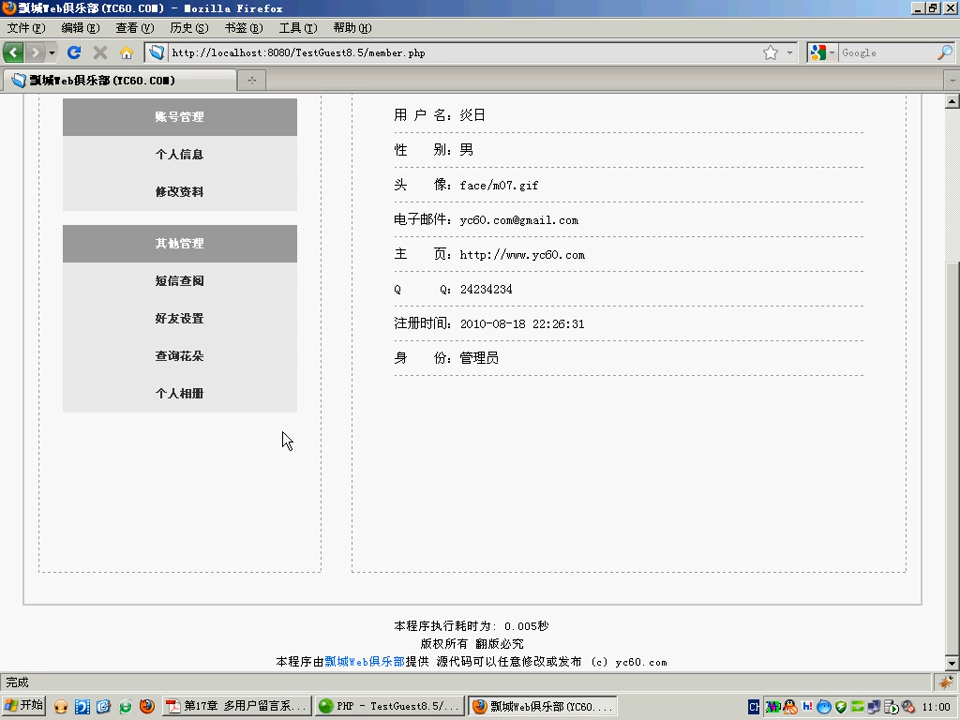 飘城Web俱乐部(YC60.COM) - Mozilla Firefox
文件(F) 编辑(E) 查看(V) 历史(S) 书签(B) 工具(T) 帮助(H)
http://localhost:8080/TestGuest8.5/member.php
Google
飘城Web俱乐部(YC60.COM)
账号管理
个人信息
修改资料
其他管理
短信查阅
好友设置
查询花朵
个人相册
用 户 名：炎日
性 别：男
头 像：face/m07.gif
电子邮件：yc60.com@gmail.com
主 页：http://www.yc60.com
Q Q：24234234
注册时间：2010-08-18 22:26:31
身 份：管理员
本程序执行耗时为: 0.005秒
版权所有 翻版必究
本程序由飘城Web俱乐部提供 源代码可以任意修改或发布 (c) yc60.com
完成
开始
第17章 多用户留言系...
PHP - TestGuest8.5/...
飘城Web俱乐部(YC60....
11:00